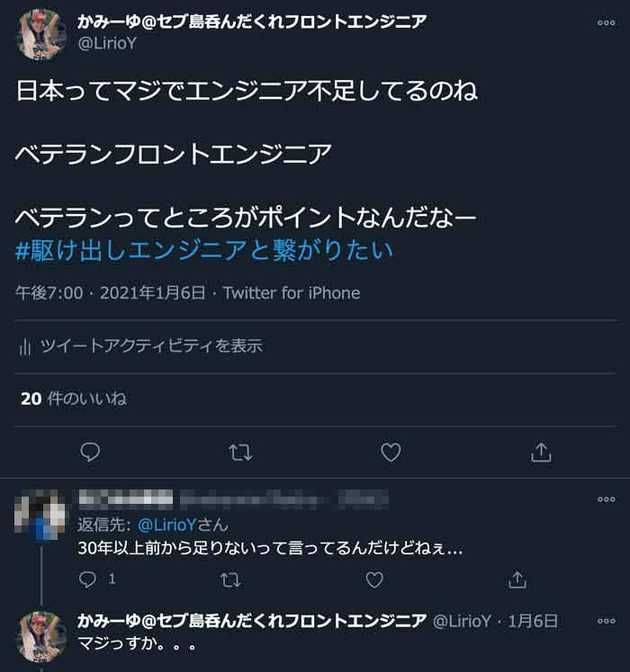 かみーゆ@セブ島呑んだくれフロントエンジニア
@LirioY
日本ってマジでエンジニア不足してるのね
ベテランフロントエンジニア
ベテランってところがポイントなんだなー
#駆け出しエンジニアと繋がりたい
午後7:00・2021年1月6日・Twitter for iPhone
ツイートアクティビティを表示
20 件のいいね
返信先: @LirioYさん
30年以上前から足りないって言ってるんだけどねぇ...
1
かみーゆ@セブ島呑んだくれフロントエンジニア @LirioY・1月6日
マジっすか。。。